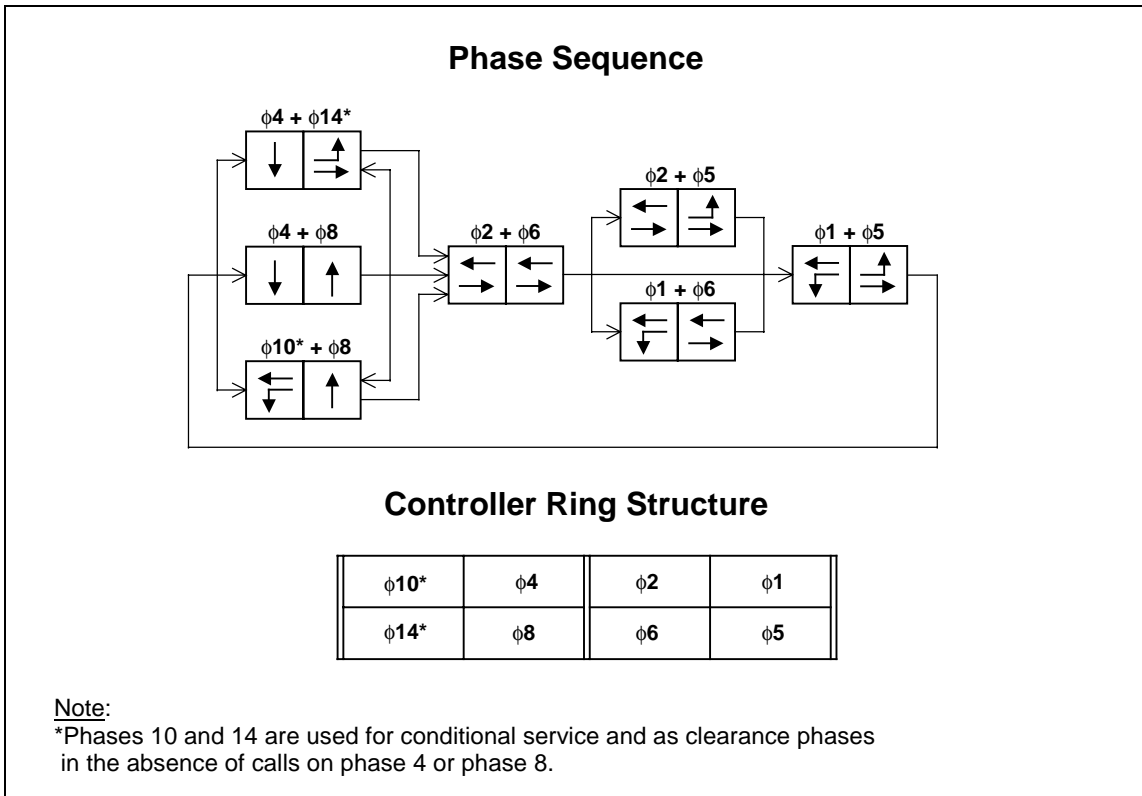 Phase Sequence
ϕ4 + ϕ14*
ϕ2 + ϕ5
ϕ4 + ϕ8
ϕ2 + ϕ6
ϕ1 + ϕ5
ϕ1 + ϕ6
ϕ10* + ϕ8
Controller Ring Structure
ϕ10* ϕ4 ϕ2 ϕ1
ϕ14* ϕ8 ϕ6 ϕ5
Note:
*Phases 10 and 14 are used for conditional service and as clearance phases
in the absence of calls on phase 4 or phase 8.